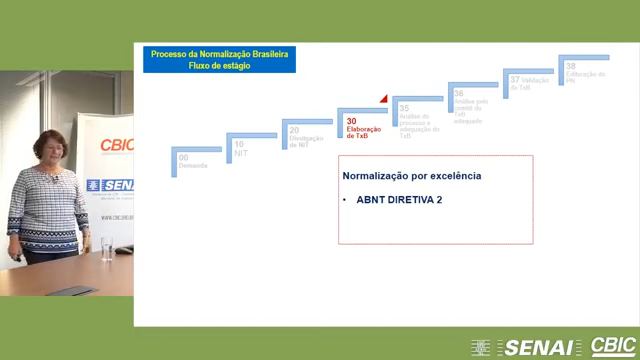 Processo da Normalização Brasileira
Fluxo de estágio
38
Editoração do
PN
37 Validação
do TxB
36
Análise pelo
comitê do
TxB
adequado
35
Análise do
processo e
adequação do
TxB
30
Elaboração
de TxB
20
Divulgação
de NIT
10
NIT
00
Demanda
Normalização por excelência
• ABNT DIRETIVA 2
CBIC
SENAI
SENAI
CBIC